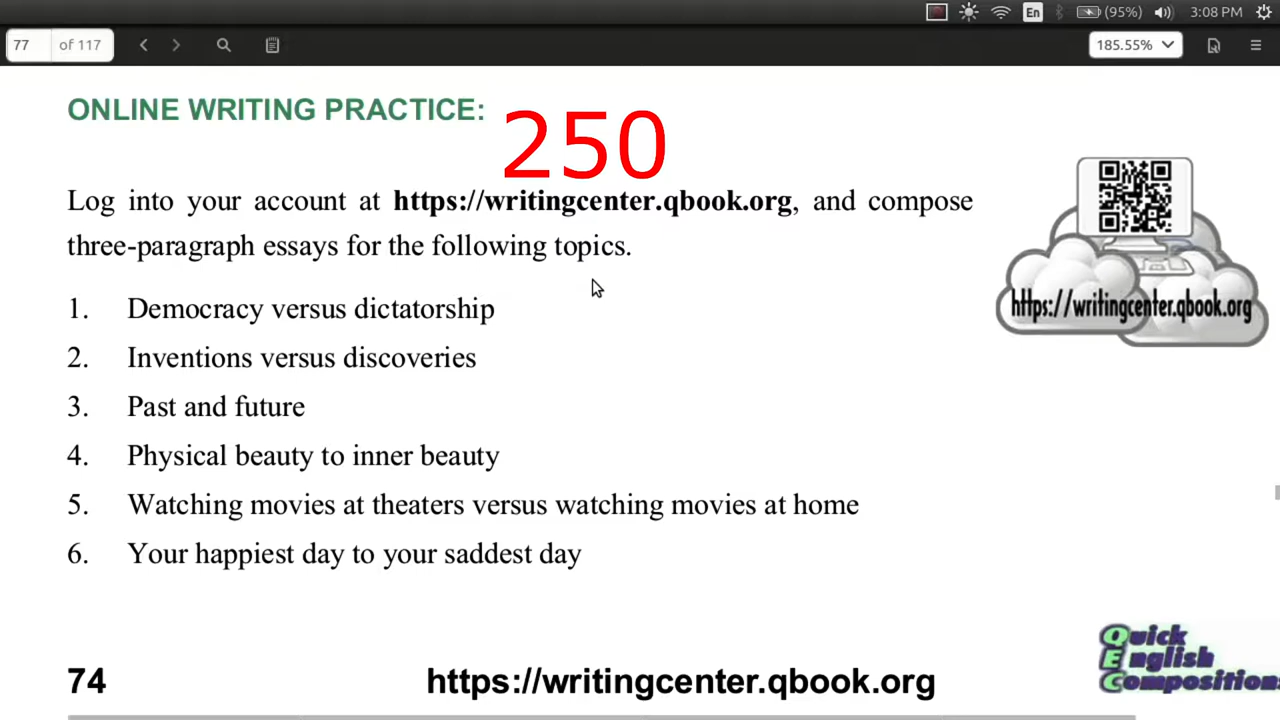 En (95%) 3:08 PM
77 of 117 185.55%
ONLINE WRITING PRACTICE:
250
Log into your account at https://writingcenter.qbook.org, and compose
three-paragraph essays for the following topics.
https://writingcenter.qbook.org
1. Democracy versus dictatorship
2. Inventions versus discoveries
3. Past and future
4. Physical beauty to inner beauty
5. Watching movies at theaters versus watching movies at home
6. Your happiest day to your saddest day
Quick
English
Compositions
74 https://writingcenter.qbook.org